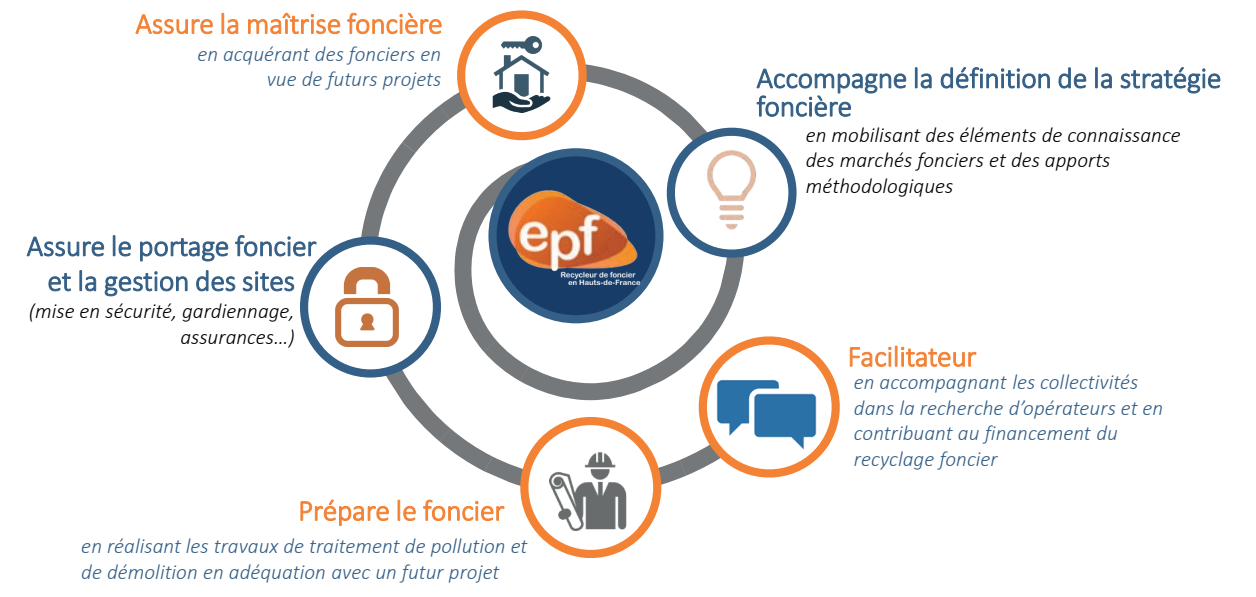 Assure la maîtrise foncière
en acquérant des fonciers en
vue de futurs projets
Accompagne la définition de la stratégie
foncière
en mobilisant des éléments de connaissance
des marchés fonciers et des apports
méthodologiques
epf
Recycleur de foncier
en Hauts-de-France
Assure le portage foncier
et la gestion des sites
(mise en sécurité, gardiennage,
assurances…)
Facilitateur
en accompagnant les collectivités
dans la recherche d’opérateurs et en
contribuant au financement du
recyclage foncier
Prépare le foncier
en réalisant les travaux de traitement de pollution et
de démolition en adéquation avec un futur projet